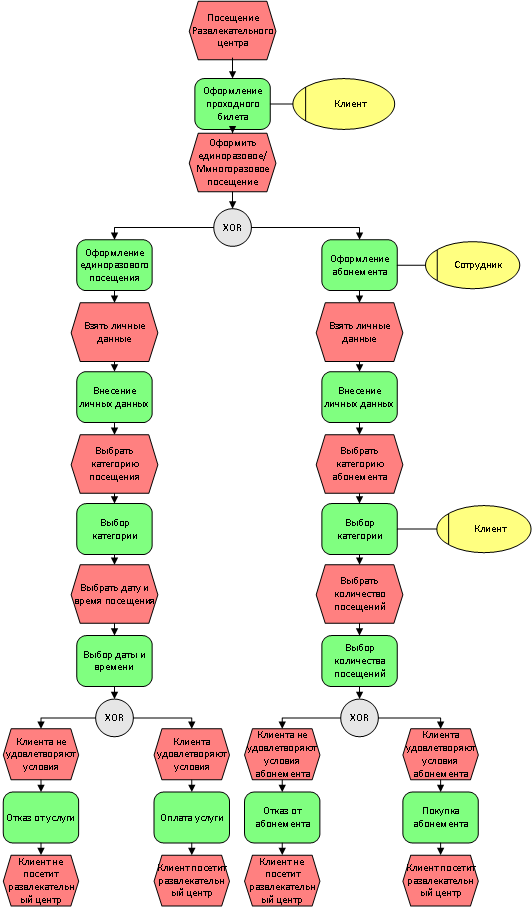 Посещение
Развлекательного
центра
Оформление
проходного
билета
Клиент
Оформить
единоразовое/
Ммногоразовое
посещение
XOR
Оформление
единоразового
посещения
Оформление
абонемента
Сотрудник
Взять личные
данные
Взять личные
данные
Внесение
личных данных
Внесение
личных данных
Выбрать
категорию
посещения
Выбрать
категорию
абонемента
Выбор
категории
Выбор
категории
Клиент
Выбрать дату и
время посещения
Выбрать
количество
посещений
Выбор даты и
времени
Выбор
количества
посещений
XOR
XOR
Клиента не
удовлетворяют
условия
Клиента
удовлетворяют
условия
Клиента не
удовлетворяют
условия
абонемента
Клиента
удовлетворяют
условия
абонемента
Отказ от услуги
Оплата услуги
Отказ от
абонемента
Покупка
абонемента
Клиент не
посетит
развлекательн
ый центр
Клиент посетит
развлекательн
ый центр
Клиент не
посетит
развлекательн
ый центр
Клиент посетит
развлекательн
ый центр